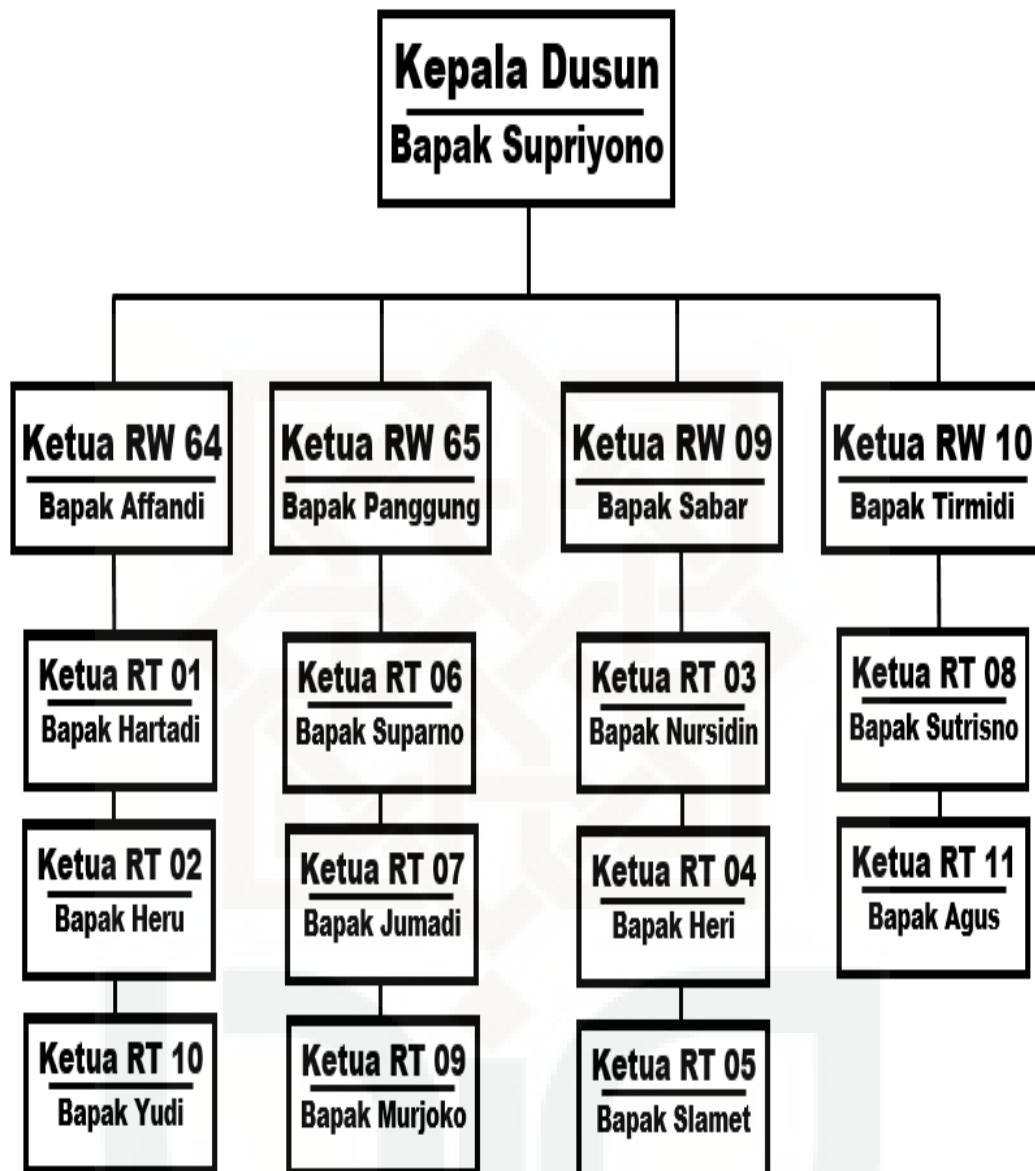 Kepala Dusun
Bapak Supriyono
Ketua RW 64
Bapak Affandi
Ketua RW 65
Bapak Panggung
Ketua RW 09
Bapak Sabar
Ketua RW 10
Bapak Tirmidi
Ketua RT 01
Bapak Hartadi
Ketua RT 06
Bapak Suparno
Ketua RT 03
Bapak Nursidin
Ketua RT 08
Bapak Sutrisno
Ketua RT 02
Bapak Heru
Ketua RT 07
Bapak Jumadi
Ketua RT 04
Bapak Heri
Ketua RT 11
Bapak Agus
Ketua RT 10
Bapak Yudi
Ketua RT 09
Bapak Murjoko
Ketua RT 05
Bapak Slamet